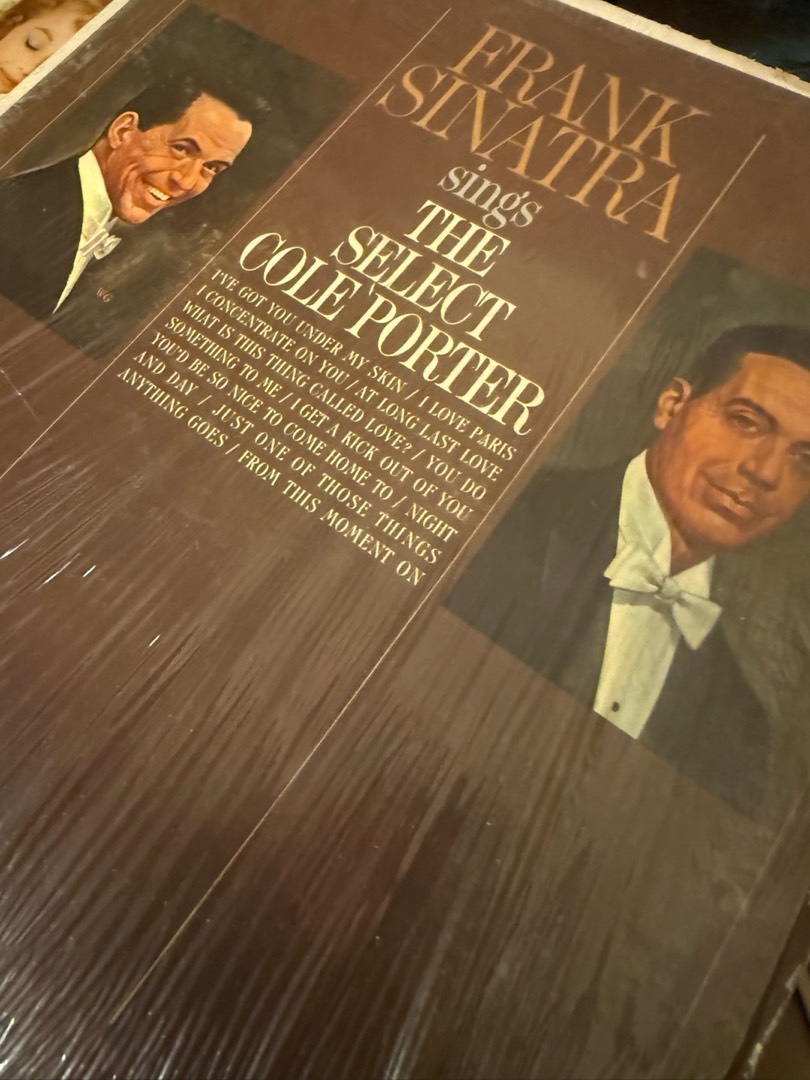 FRANK
SINATRA
sings
THE
SELECT
COLE PORTER
I'VE GOT YOU UNDER MY SKIN / I LOVE PARIS
I CONCENTRATE ON YOU / AT LONG LAST LOVE
WHAT IS THIS THING CALLED LOVE? / YOU DO
SOMETHING TO ME / I GET A KICK OUT OF YOU
YOU'D BE SO NICE TO COME HOME TO / NIGHT
AND DAY / JUST ONE OF THOSE THINGS
ANYTHING GOES / FROM THIS MOMENT ON
WG